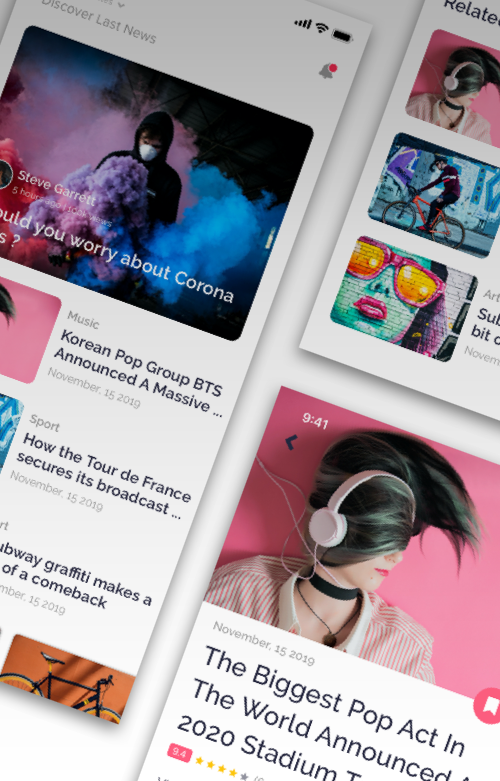 Discover Last News
Steve Garrett
5 hours ago
ould you worry about Corona
s ?
Music
Korean Pop Group BTS
Announced A Massive ...
November, 15 2019
Sport
How the Tour de France
secures its broadcast ...
November, 15 2019
rt
ubway graffiti makes a
of a comeback
mber, 15 2019
Related
Art
Sub
bit o
Novem
9:41
November, 15 2019
The Biggest Pop Act In
The World Announced A
2020 Stadium T
9.4